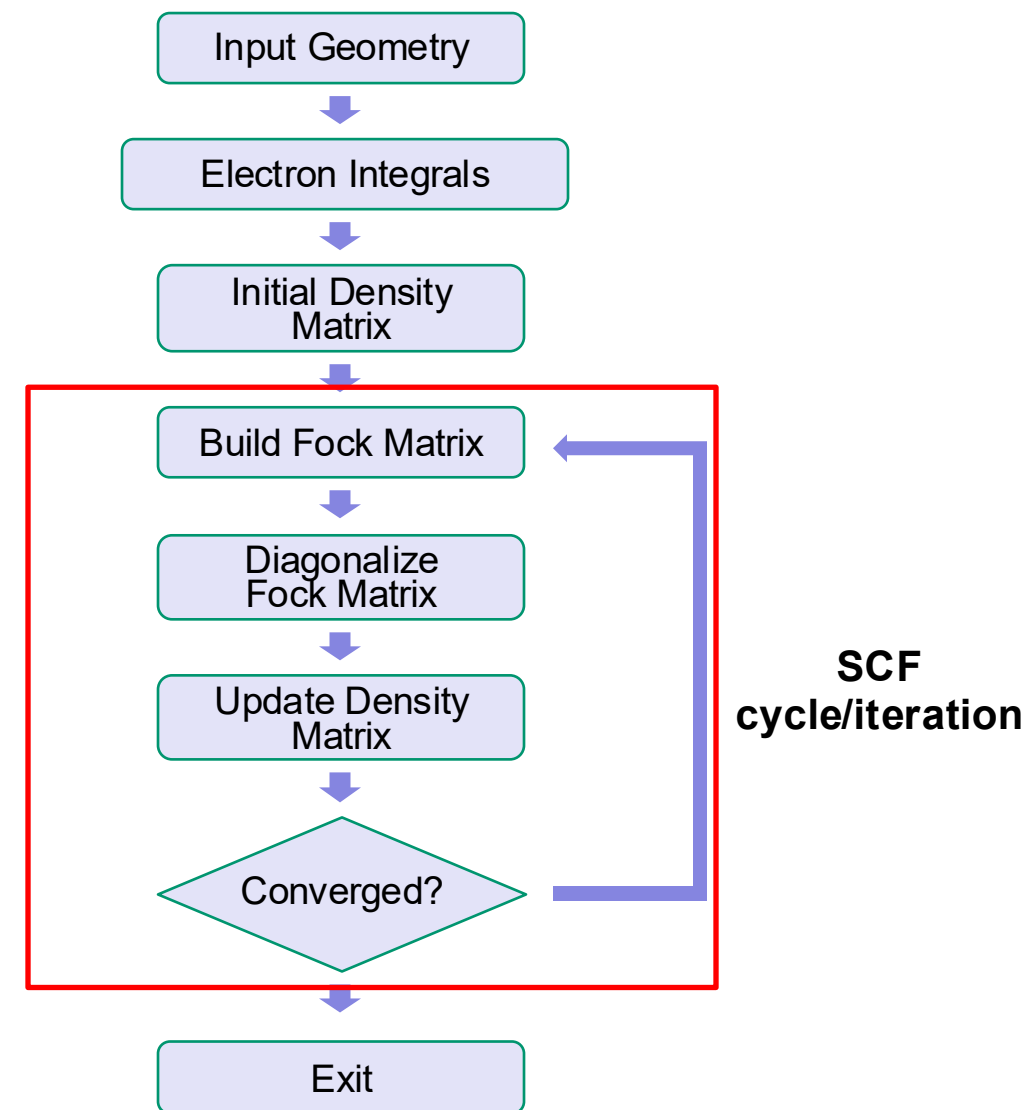 Input Geometry
Electron Integrals
Initial Density
Matrix
Build Fock Matrix
Diagonalize
Fock Matrix
Update Density
Matrix
SCF
cycle/iteration
Converged?
Exit